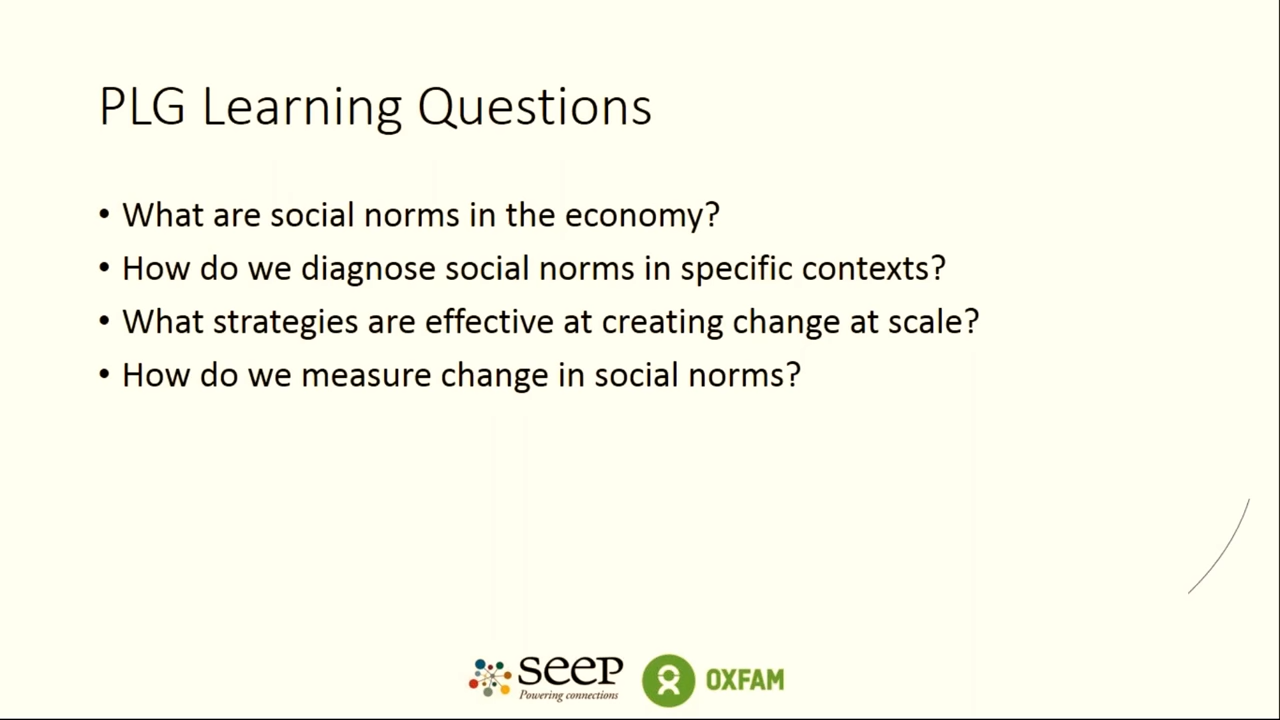 PLG Learning Questions
• What are social norms in the economy?
• How do we diagnose social norms in specific contexts?
• What strategies are effective at creating change at scale?
• How do we measure change in social norms?
seep
Powering connections
OXFAM